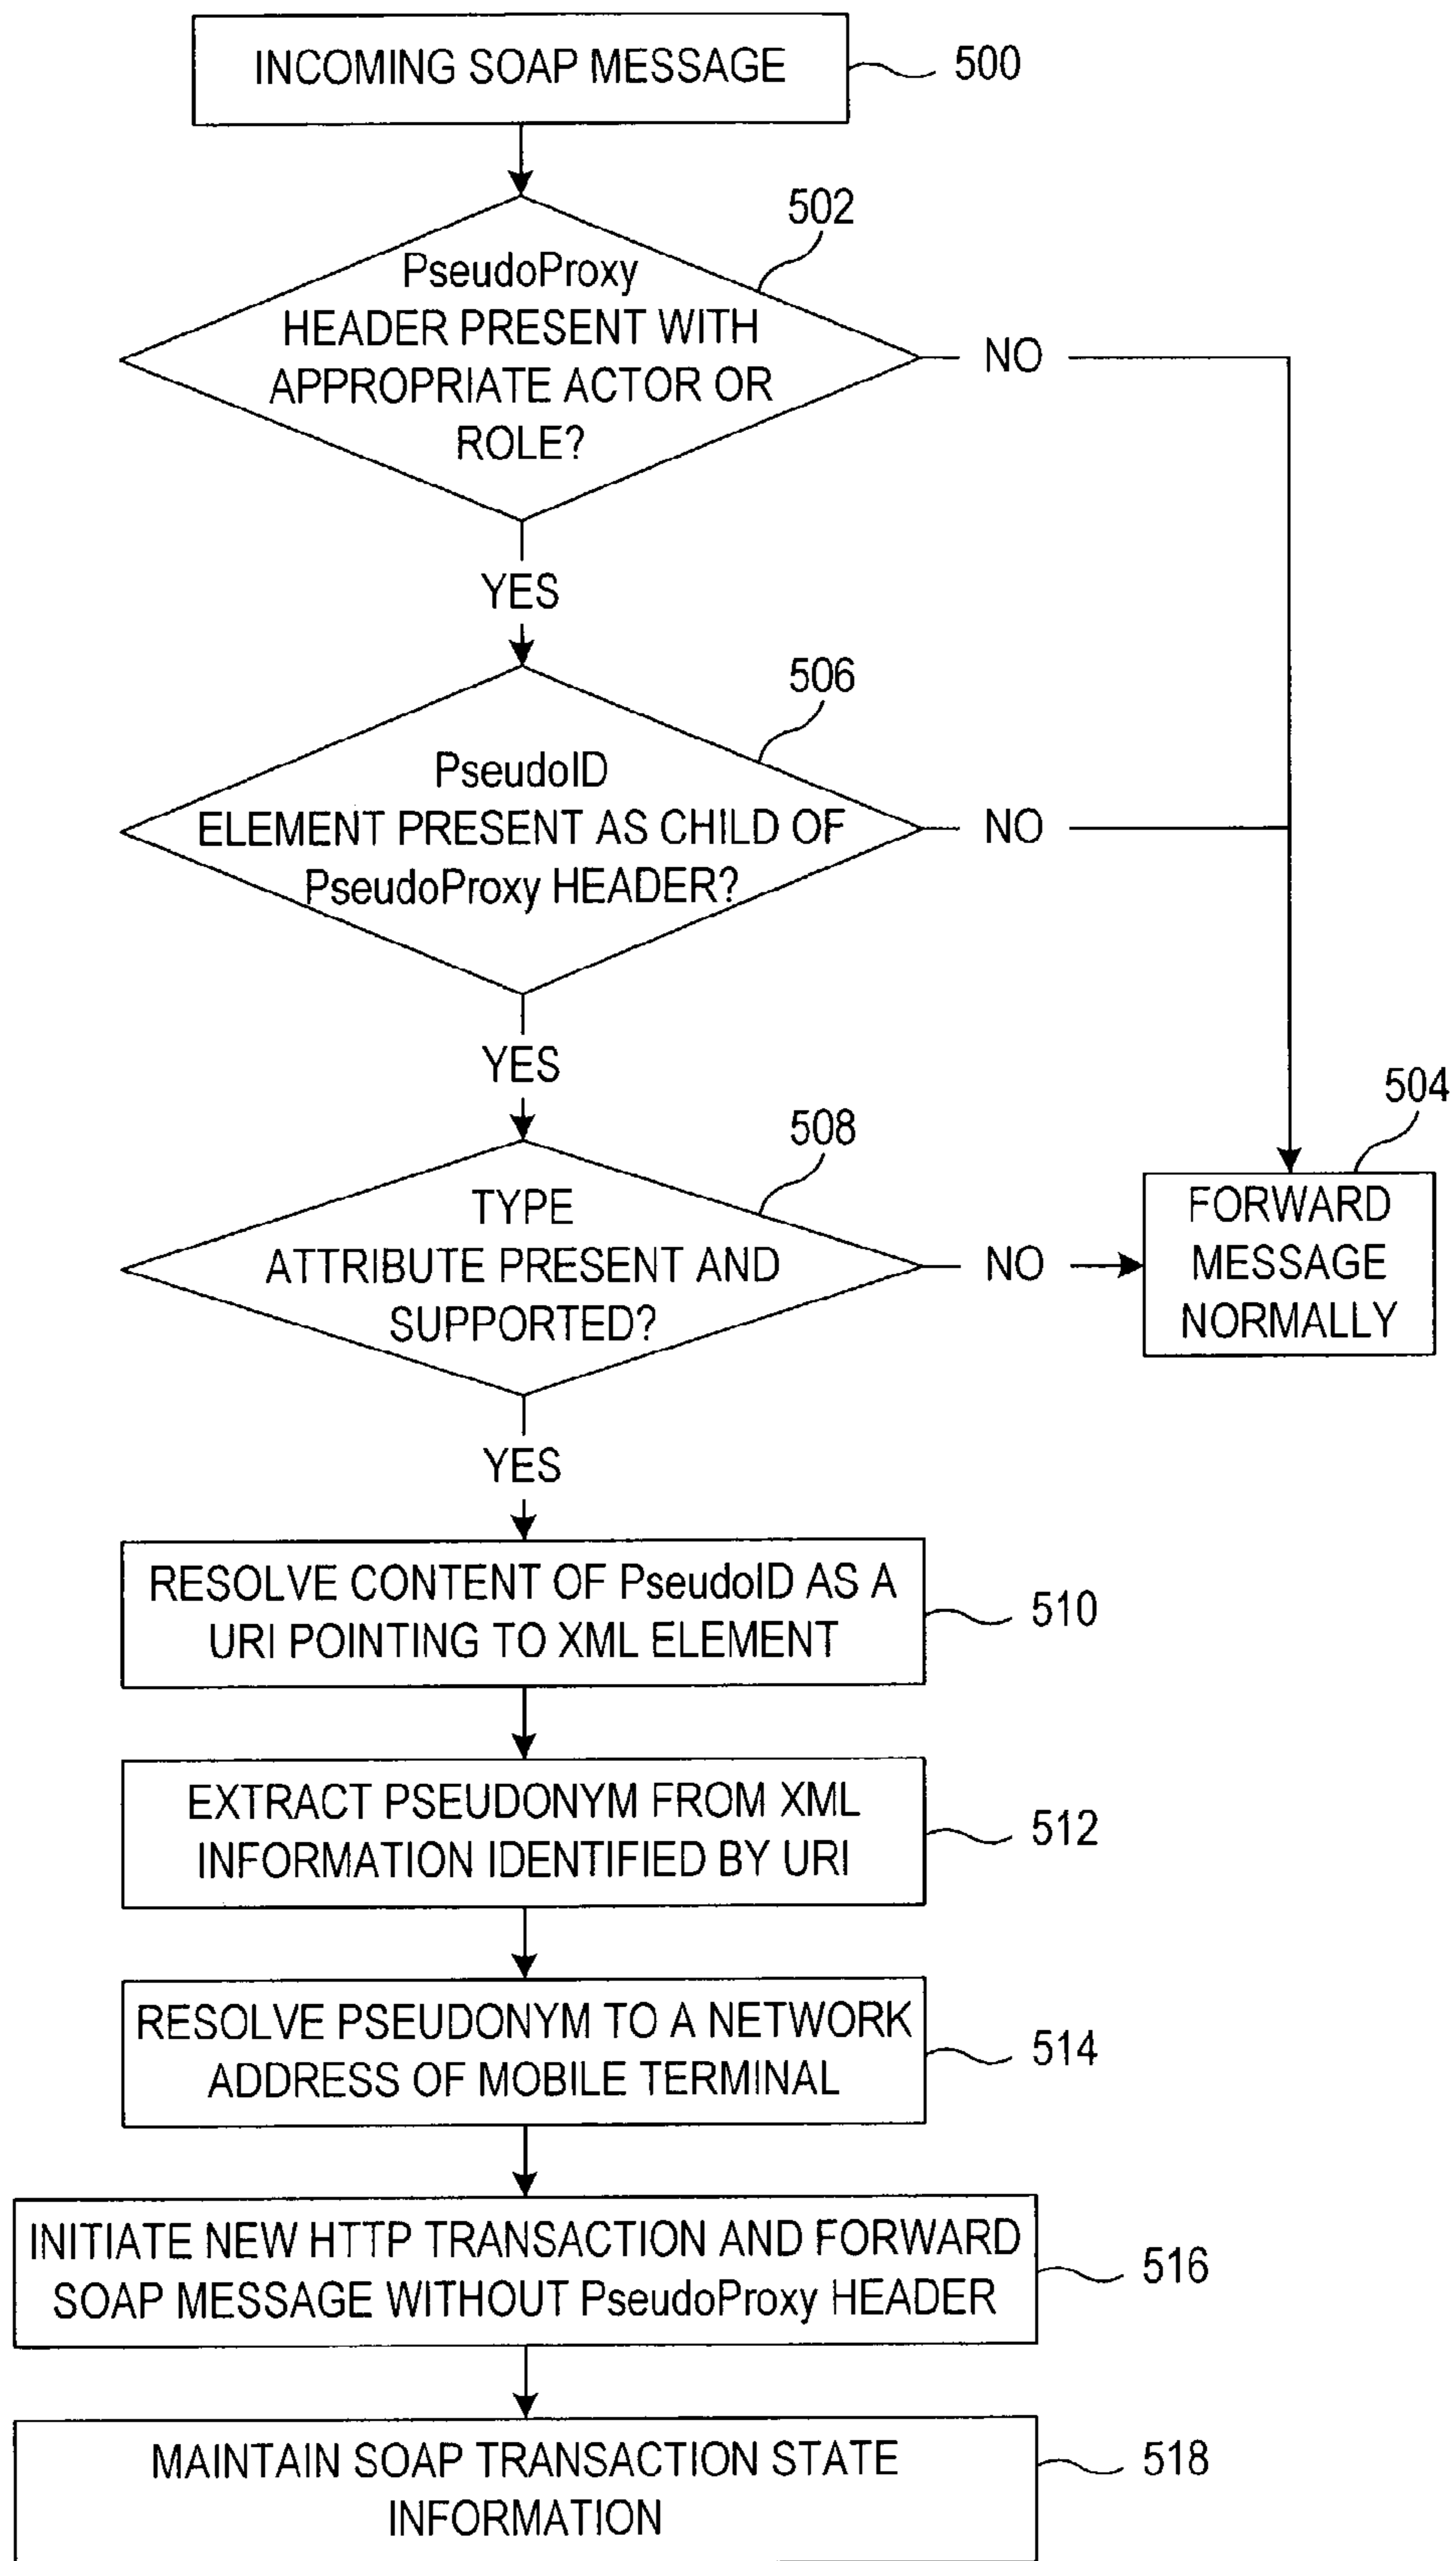 INCOMING SOAP MESSAGE
500
502
PseudoProxy
HEADER PRESENT WITH
APPROPRIATE ACTOR OR
ROLE?
NO
YES
506
PseudoID
ELEMENT PRESENT AS CHILD OF
PseudoProxy HEADER?
NO
YES
504
508
TYPE
ATTRIBUTE PRESENT AND
SUPPORTED?
NO
FORWARD
MESSAGE
NORMALLY
YES
RESOLVE CONTENT OF PseudoID AS A
URI POINTING TO XML ELEMENT
510
EXTRACT PSEUDONYM FROM XML
INFORMATION IDENTIFIED BY URI
512
RESOLVE PSEUDONYM TO A NETWORK
ADDRESS OF MOBILE TERMINAL
514
INITIATE NEW HTTP TRANSACTION AND FORWARD
SOAP MESSAGE WITHOUT PseudoProxy HEADER
516
MAINTAIN SOAP TRANSACTION STATE
INFORMATION
518